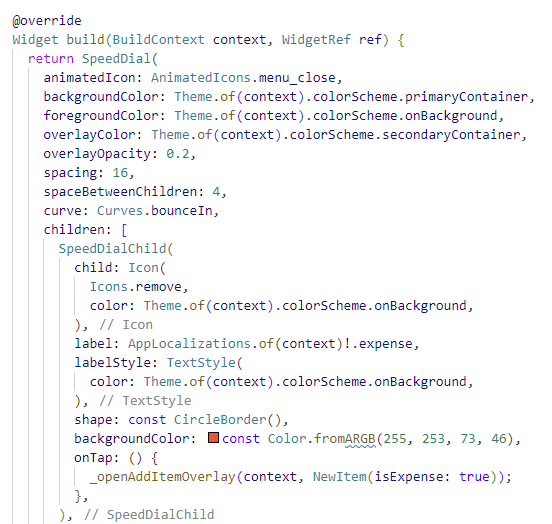 @override
Widget build(BuildContext context, WidgetRef ref) {
  return SpeedDial(
    animatedIcon: AnimatedIcons.menu_close,
    backgroundColor: Theme.of(context).colorScheme.primaryContainer,
    foregroundColor: Theme.of(context).colorScheme.onBackground,
    overlayColor: Theme.of(context).colorScheme.secondaryContainer,
    overlayOpacity: 0.2,
    spacing: 16,
    spaceBetweenChildren: 4,
    curve: Curves.bounceIn,
    children: [
      SpeedDialChild(
        child: Icon(
          Icons.remove,
          color: Theme.of(context).colorScheme.onBackground,
        ), // Icon
        label: AppLocalizations.of(context)!.expense,
        labelStyle: TextStyle(
          color: Theme.of(context).colorScheme.onBackground,
        ), // TextStyle
        shape: const CircleBorder(),
        backgroundColor: const Color.fromARGB(255, 253, 73, 46),
        onTap: () {
          _openAddItemOverlay(context, NewItem(isExpense: true));
        },
      ), // SpeedDialChild